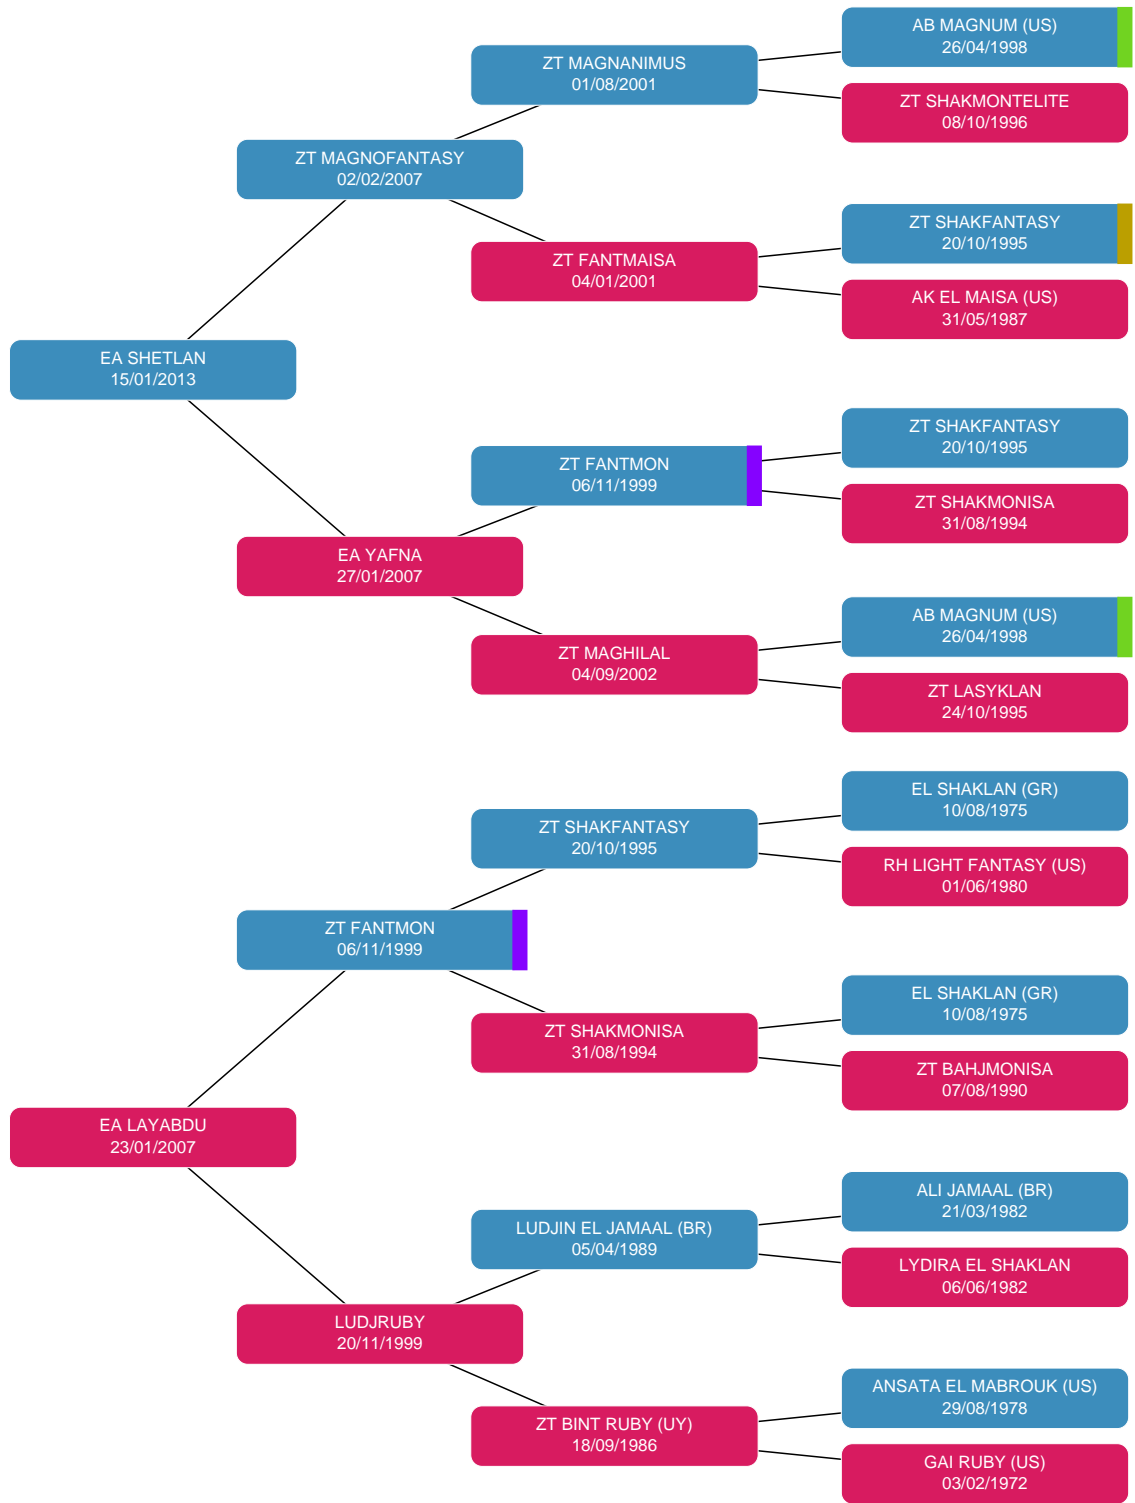 AB MAGNUM (US)
26/04/1998
ZT MAGNANIMUS
01/08/2001
ZT SHAKMONTELITE
08/10/1996
ZT MAGNOFANTASY
02/02/2007
ZT SHAKFANTASY
20/10/1995
ZT FANTMAISA
04/01/2001
AK EL MAISA (US)
31/05/1987
EA SHETLAN
15/01/2013
ZT SHAKFANTASY
20/10/1995
ZT FANTMON
06/11/1999
ZT SHAKMONISA
31/08/1994
EA YAFNA
27/01/2007
AB MAGNUM (US)
26/04/1998
ZT MAGHILAL
04/09/2002
ZT LASYKLAN
24/10/1995
EL SHAKLAN (GR)
10/08/1975
ZT SHAKFANTASY
20/10/1995
RH LIGHT FANTASY (US)
01/06/1980
ZT FANTMON
06/11/1999
EL SHAKLAN (GR)
10/08/1975
ZT SHAKMONISA
31/08/1994
ZT BAHJMONISA
07/08/1990
EA LAYABDU
23/01/2007
ALI JAMAAL (BR)
21/03/1982
LUDJIN EL JAMAAL (BR)
05/04/1989
LYDIRA EL SHAKLAN
06/06/1982
LUDJRUBY
20/11/1999
ANSATA EL MABROUK (US)
29/08/1978
ZT BINT RUBY (UY)
18/09/1986
GAI RUBY (US)
03/02/1972